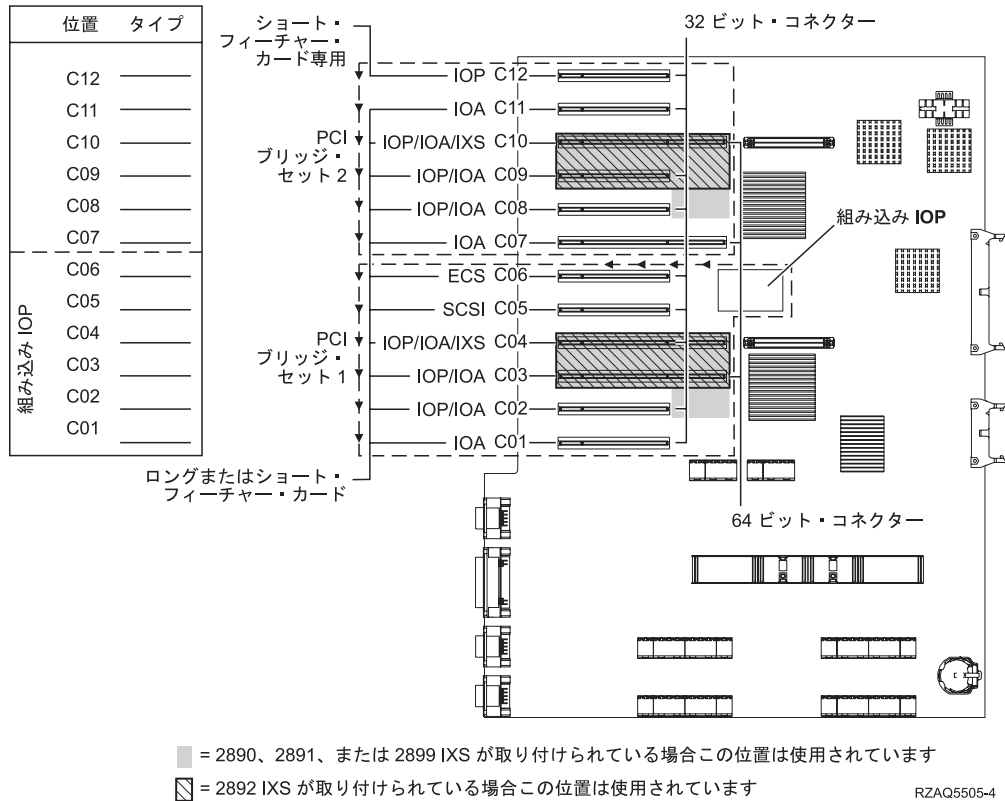 位置 タイプ
C12
C11
C10
C09
C08
C07
C06
C05
C04
C03
C02
C01
組み込み IOP
ショート・
フィーチャー・
カード専用
32 ビット・コネクター
IOP C12
IOA C11
IOP/IOA/IXS C10
IOP/IOA C09
IOP/IOA C08
IOA C07
PCI
ブリッジ・
セット 2
組み込み IOP
ECS C06
SCSI C05
IOP/IOA/IXS C04
IOP/IOA C03
IOP/IOA C02
IOA C01
PCI
ブリッジ・
セット 1
ロングまたはショート・
フィーチャー・カード
64 ビット・コネクター
= 2890、2891、または 2899 IXS が取り付けられている場合この位置は使用されています
= 2892 IXS が取り付けられている場合この位置は使用されています
RZAQ5505-4